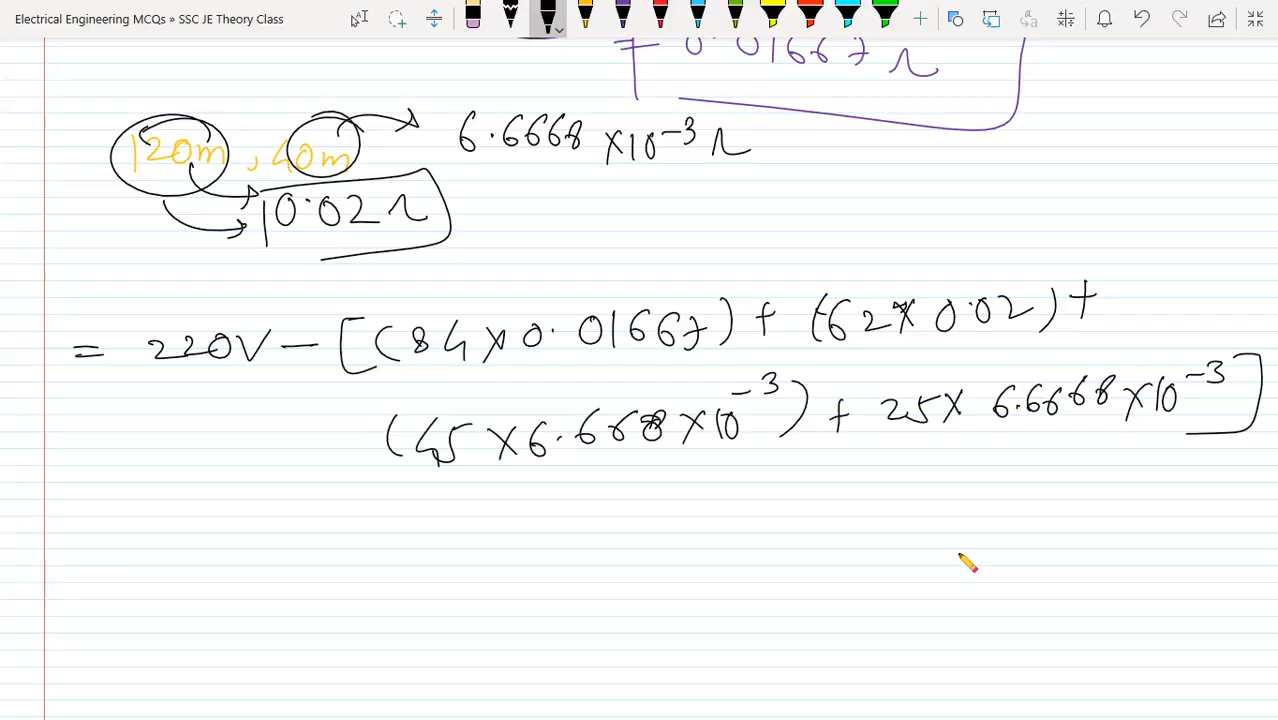 Electrical Engineering MCQs » SSC JE Theory Class
= 0.01667 Ω
120m , 40m → 6.6668 × 10⁻³ Ω
0.02 Ω
= 220V − [(84 × 0.01667) + (62 × 0.02) +
(45 × 6.668 × 10⁻³) + 25 × 6.6668 × 10⁻³]